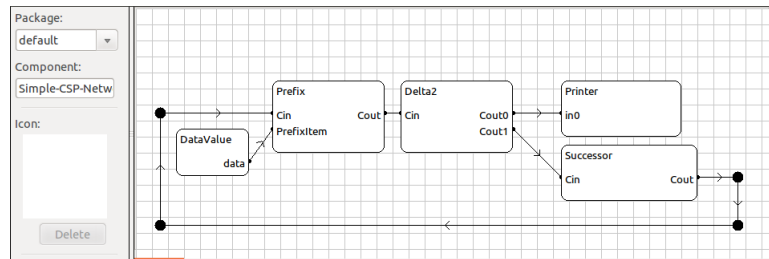 Package:
default
Component:
Simple-CSP-Netw
Icon:
Delete
Prefix
Cin
Cout
PrefixItem
DataValue
data
Delta2
Cin
Cout0
Cout1
Printer
in0
Successor
Cin
Cout